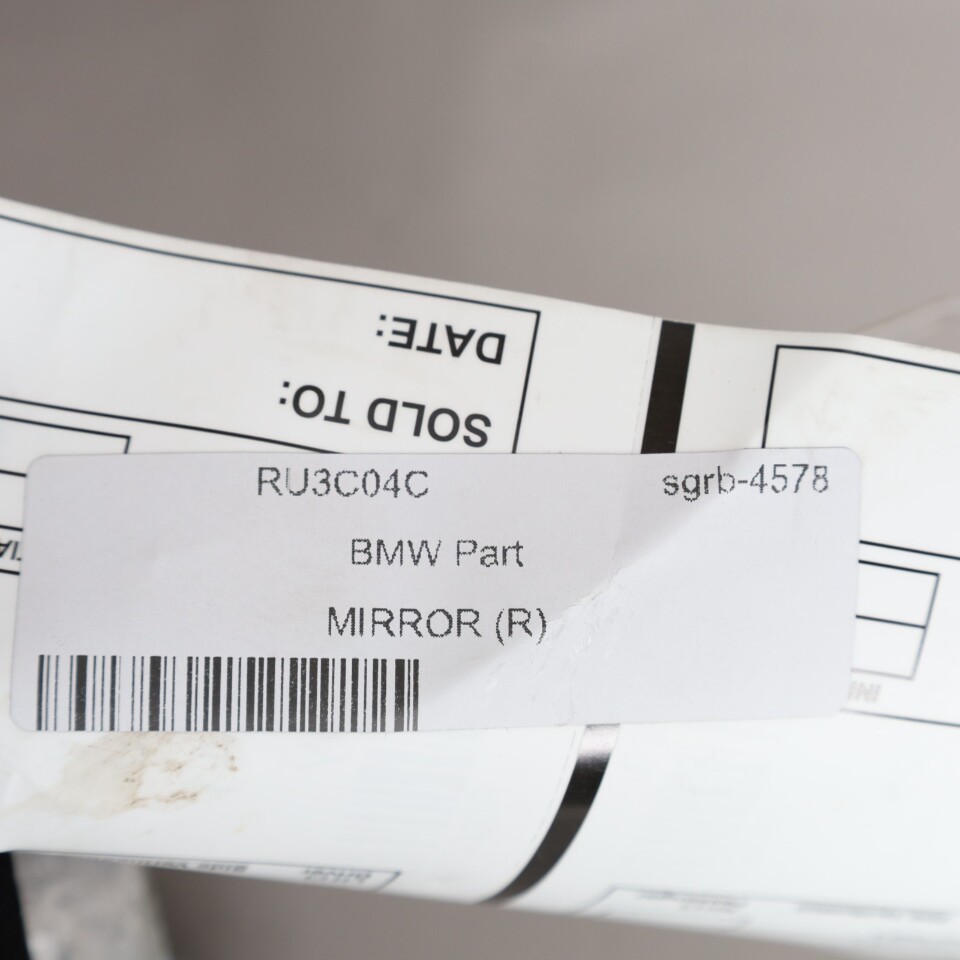 DATE:
SOLD TO:
RU3C04C sgrb-4578
BMW Part
MIRROR (R)